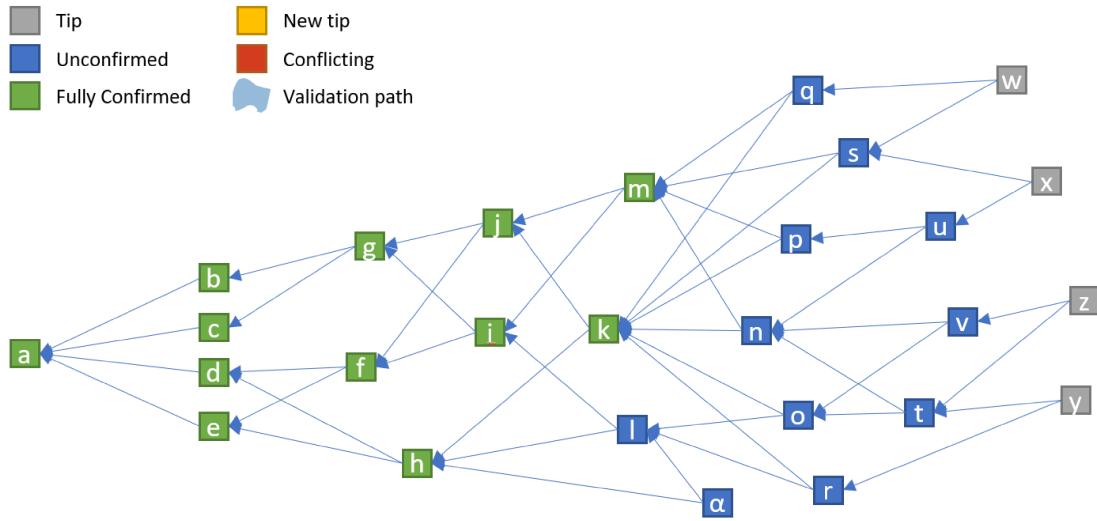 Tip
New tip
Unconfirmed
Conflicting
Fully Confirmed
Validation path
w
q
s
x
m
p
u
j
g
b
z
v
n
k
i
c
a
d
f
y
t
o
e
l
h
r
α